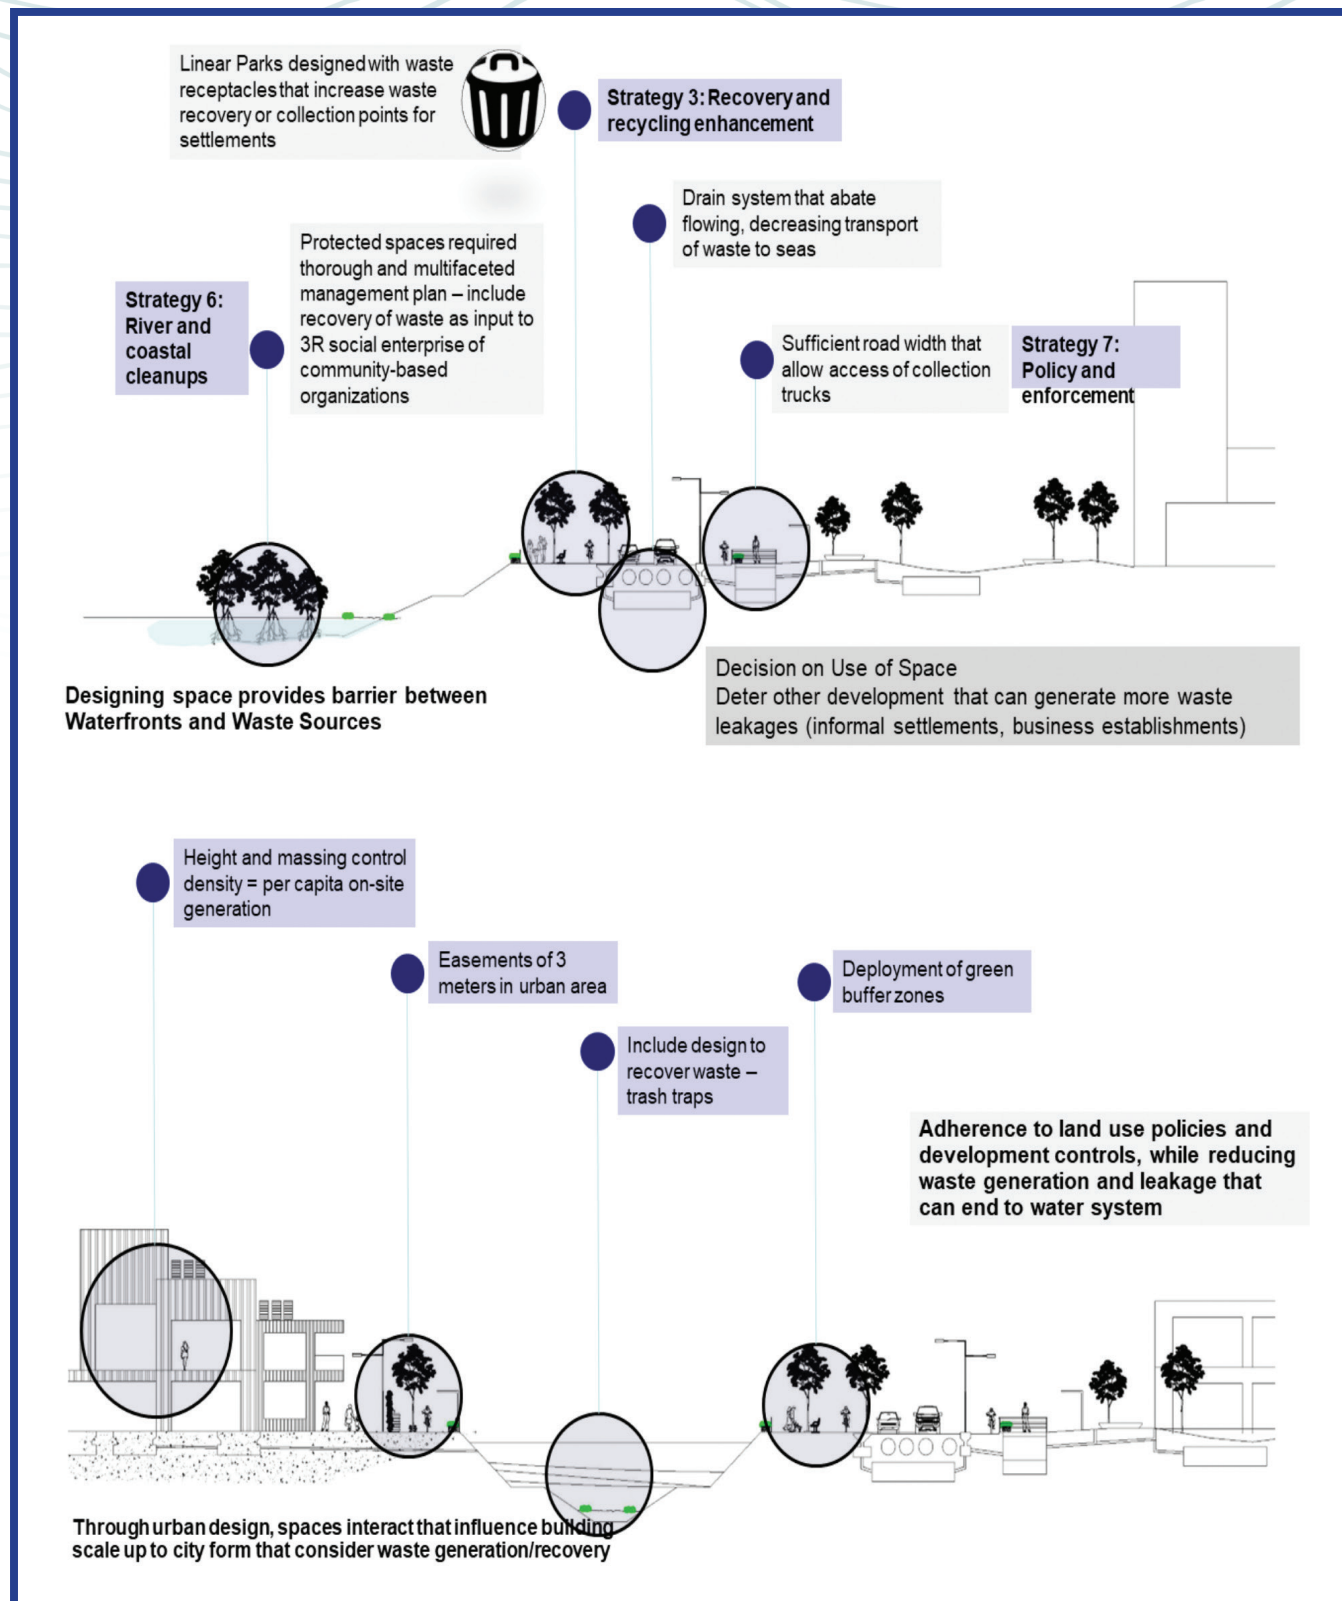 Linear Parks designed with waste
receptacles that increase waste
recovery or collection points for
settlements
Strategy 3: Recovery and
recycling enhancement
Drain system that abate
flowing, decreasing transport
of waste to seas
Protected spaces required
thorough and multifaceted
management plan – include
recovery of waste as input to
3R social enterprise of
community-based
organizations
Strategy 6:
River and
coastal
cleanups
Sufficient road width that
allow access of collection
trucks
Strategy 7:
Policy and
enforcement
Designing space provides barrier between
Waterfronts and Waste Sources
Decision on Use of Space
Deter other development that can generate more waste
leakages (informal settlements, business establishments)
Height and massing control
density = per capita on-site
generation
Easements of 3
meters in urban area
Deployment of green
buffer zones
Include design to
recover waste –
trash traps
Adherence to land use policies and
development controls, while reducing
waste generation and leakage that
can end to water system
Through urban design, spaces interact that influence building
scale up to city form that consider waste generation/recovery